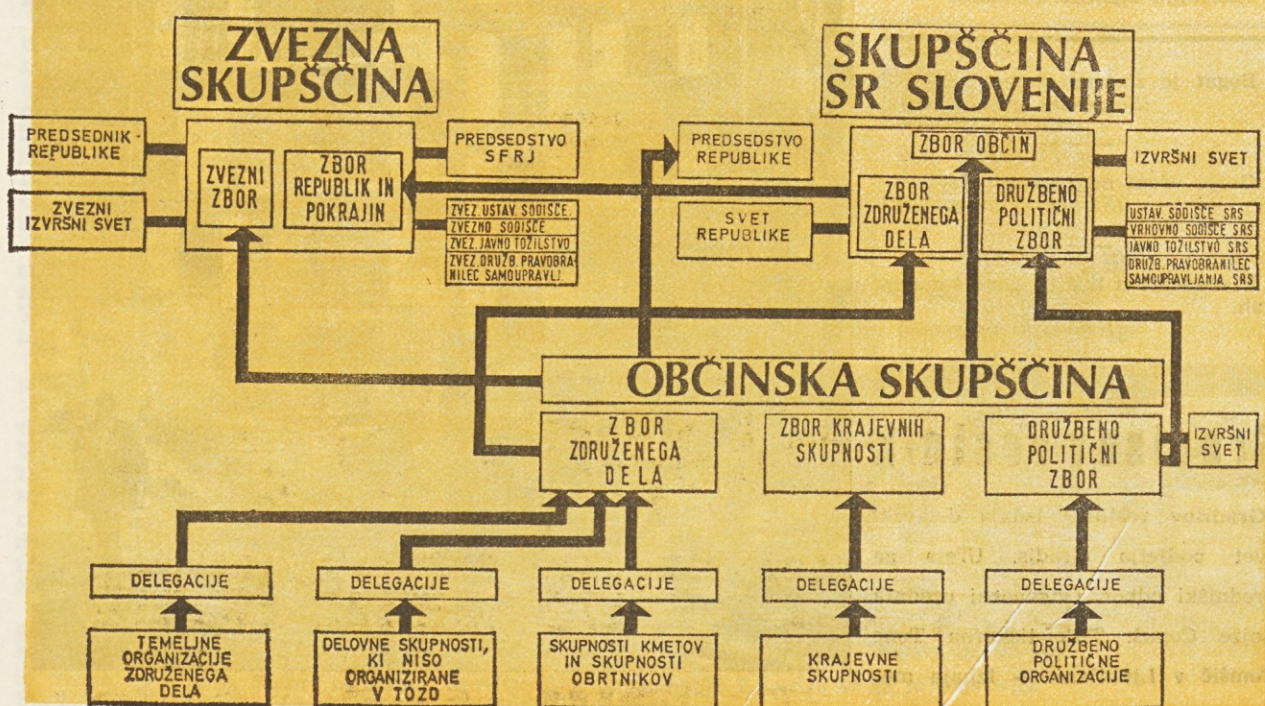 ZVEZNA
SKUPŠČINA
SKUPŠČINA
SR SLOVENIJE
PREDSEDNIK
REPUBLIKE
ZVEZNI
IZVRŠNI SVET
ZVEZNI
ZBOR
ZBOR
REPUBLIK IN
POKRAJIN
PREDSEDSTVO
SFRJ
ZVEZ. USTAV. SODIŠČE
ZVEZNO SODIŠČE
ZVEZ. JAVNO TOŽILSTVO
ZVEZ. DRUŽB. PRAVOBRA-
NILEC SAMOUPRAVLJ.
PREDSEDSTVO
REPUBLIKE
SVET
REPUBLIKE
ZBOR OBČIN
ZBOR
ZDRUŽENEGA
DELA
DRUŽBENO
POLITIČNI
ZBOR
IZVRŠNI SVET
USTAV. SODIŠČE SRS
VRHOVNO SODIŠČE SRS
JAVNO TOŽILSTVO SRS
DRUŽB. PRAVOBRANILEC
SAMOUPRAVLJANJA SRS
OBČINSKA SKUPŠČINA
ZBOR
ZDRUŽENEGA
DELA
ZBOR KRAJEVNIH
SKUPNOSTI
DRUŽBENO
POLITIČNI
ZBOR
IZVRŠNI
SVET
DELEGACIJE
DELEGACIJE
DELEGACIJE
DELEGACIJE
DELEGACIJE
TEMELJNE
ORGANIZACIJE
ZDRUŽENEGA
DELA
DELOVNE SKUPNOSTI,
KI NISO
ORGANIZIRANE
V TOZD
SKUPNOSTI KMETOV
IN SKUPNOSTI
OBRTNIKOV
KRAJEVNE
SKUPNOSTI
DRUŽBENO
POLITIČNE
ORGANIZACIJE